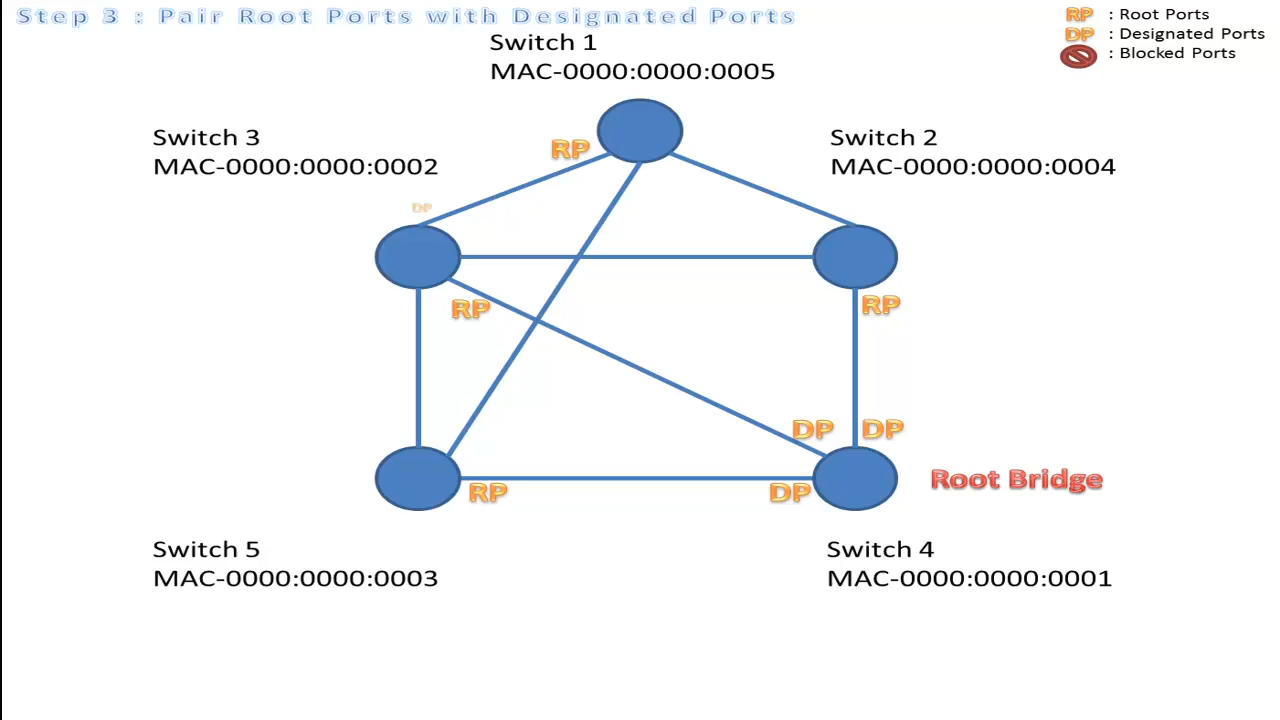 Step 3 : Pair Root Ports with Designated Ports
RP : Root Ports
DP : Designated Ports
: Blocked Ports
Switch 1
MAC-0000:0000:0005
Switch 3
MAC-0000:0000:0002
Switch 2
MAC-0000:0000:0004
RP
DP
RP
RP
DP
DP
RP
DP
Root Bridge
Switch 5
MAC-0000:0000:0003
Switch 4
MAC-0000:0000:0001